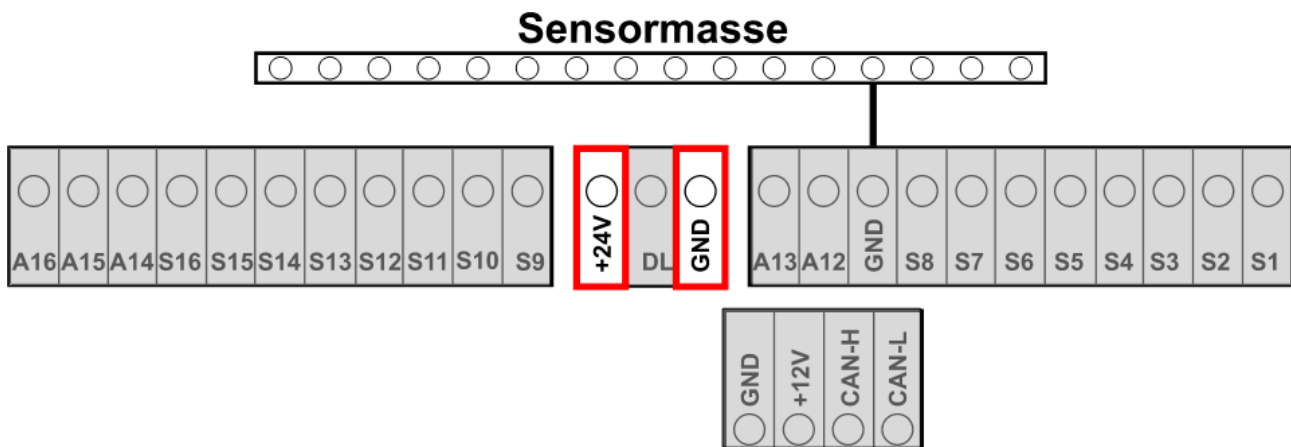 Sensormasse
A16 A15 A14 S16 S15 S14 S13 S12 S11 S10 S9 +24V DL GND A13 A12 GND S8 S7 S6 S5 S4 S3 S2 S1
GND +12V CAN-H CAN-L